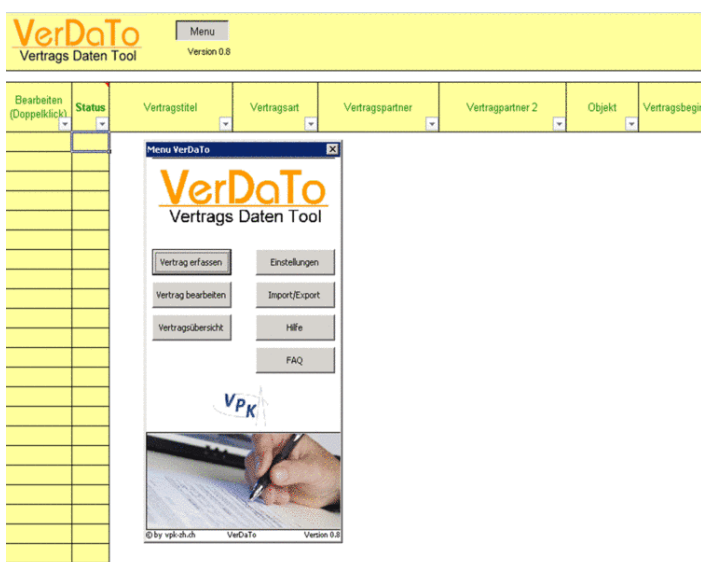 VerDaTo
Vertrags Daten Tool
Menu
Version 0.8
Bearbeiten
(Doppelklick)
Status
Vertragstitel
Vertragsart
Vertragspartner
Vertragpartner 2
Objekt
Vertragsbegin
Menu VerDaTo
VerDaTo
Vertrags Daten Tool
Vertrag erfassen
Einstellungen
Vertrag bearbeiten
Import/Export
Vertragsübersicht
Hilfe
FAQ
VPK
© by vpk-zh.ch VerDaTo Version 0.8